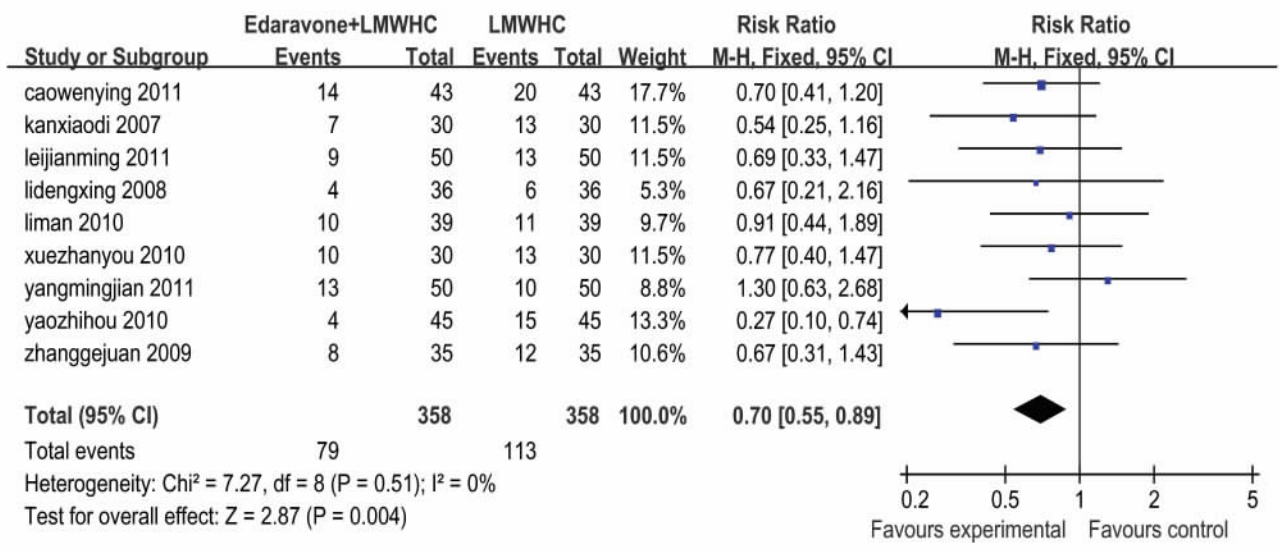 Edaravone+LMWHC LMWHC Risk Ratio Risk Ratio
Study or Subgroup Events Total Events Total Weight M-H, Fixed, 95% CI M-H, Fixed, 95% CI
caowenying 2011 14 43 20 43 17.7% 0.70 [0.41, 1.20]
kanxiaodi 2007 7 30 13 30 11.5% 0.54 [0.25, 1.16]
leijianming 2011 9 50 13 50 11.5% 0.69 [0.33, 1.47]
lidengxing 2008 4 36 6 36 5.3% 0.67 [0.21, 2.16]
liman 2010 10 39 11 39 9.7% 0.91 [0.44, 1.89]
xuezhanyou 2010 10 30 13 30 11.5% 0.77 [0.40, 1.47]
yangmingjian 2011 13 50 10 50 8.8% 1.30 [0.63, 2.68]
yaozhihou 2010 4 45 15 45 13.3% 0.27 [0.10, 0.74]
zhanggejuan 2009 8 35 12 35 10.6% 0.67 [0.31, 1.43]
Total (95% CI) 358 358 100.0% 0.70 [0.55, 0.89]
Total events 79 113
Heterogeneity: Chi² = 7.27, df = 8 (P = 0.51); I² = 0%
Test for overall effect: Z = 2.87 (P = 0.004)
0.2 0.5 1 2 5
Favours experimental Favours control